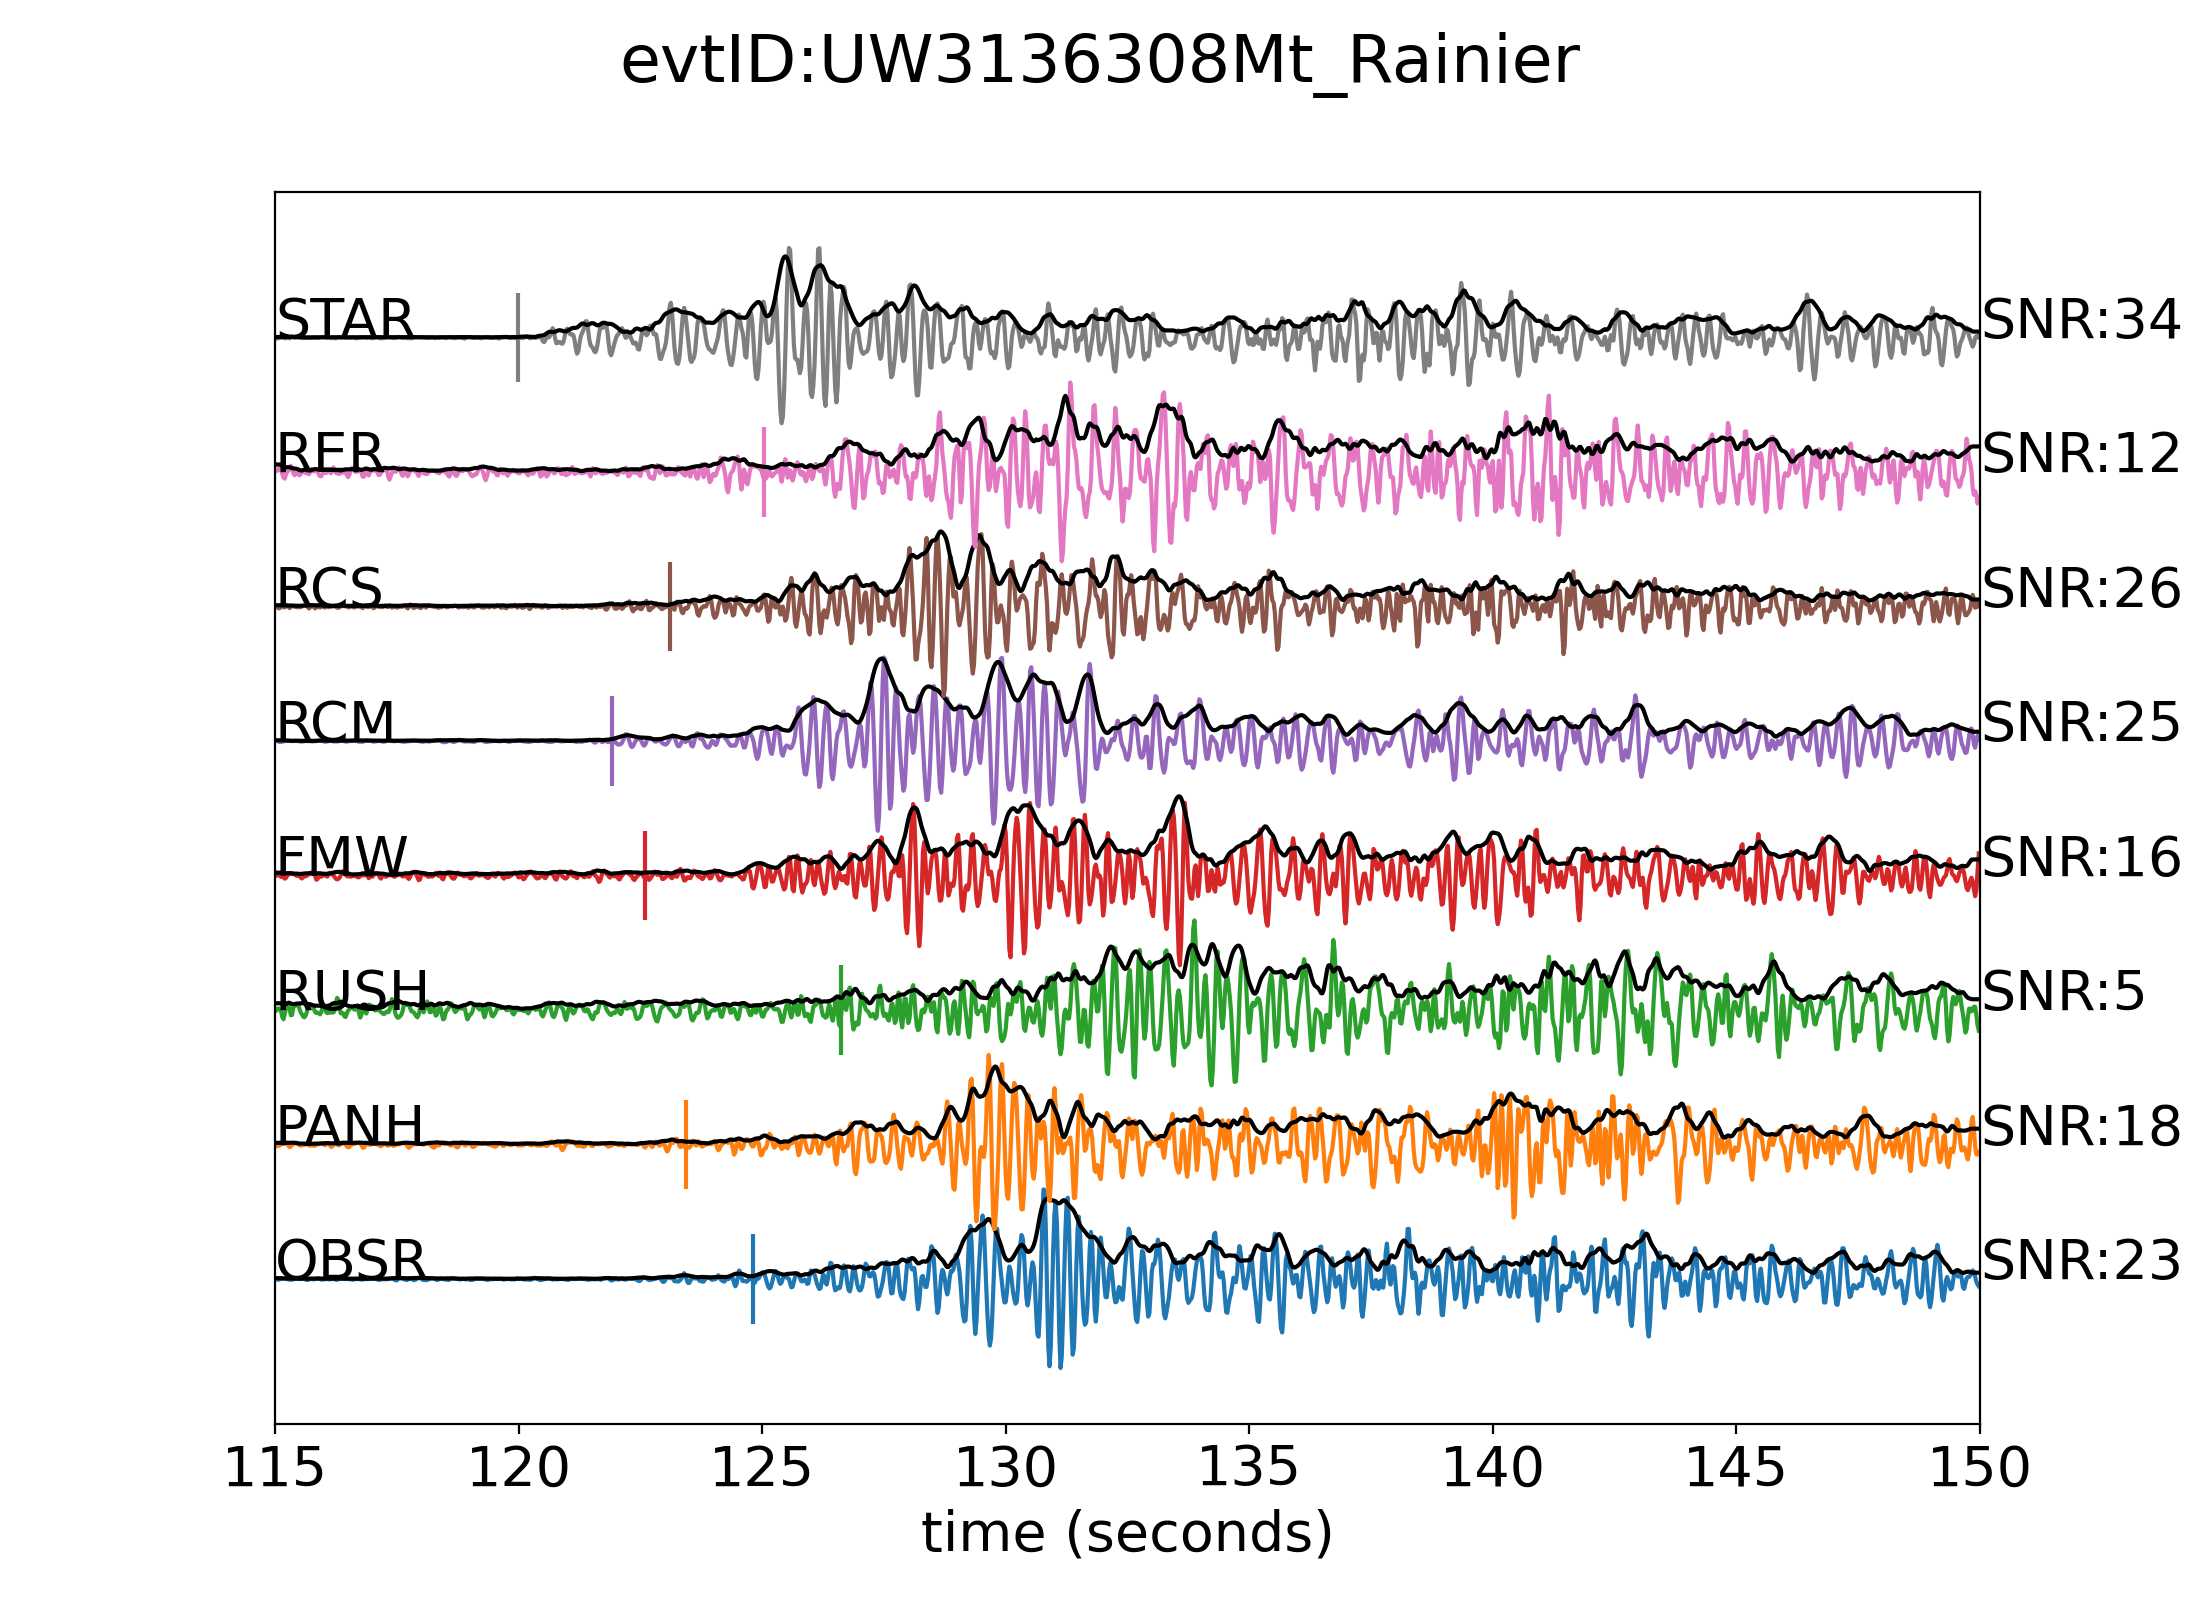 evtID:UW3136308Mt_Rainier
STAR SNR:34
RER SNR:12
RCS SNR:26
RCM SNR:25
FMW SNR:16
RUSH SNR:5
PANH SNR:18
OBSR SNR:23
115 120 125 130 135 140 145 150
time (seconds)